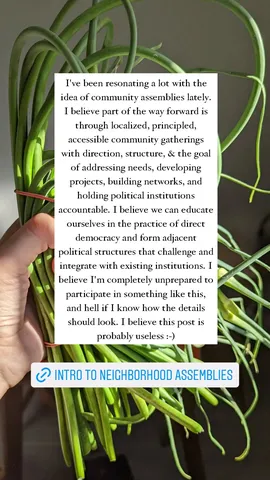 I've been resonating a lot with the
idea of community assemblies lately.
I believe part of the way forward is
through localized, principled,
accessible community gatherings
with direction, structure, & the goal
of addressing needs, developing
projects, building networks, and
holding political institutions
accountable. I believe we can educate
ourselves in the practice of direct
democracy and form adjacent
political structures that challenge and
integrate with existing institutions. I
believe I'm completely unprepared to
participate in something like this,
and hell if I know how the details
should look. I believe this post is
probably useless :-)
INTRO TO NEIGHBORHOOD ASSEMBLIES